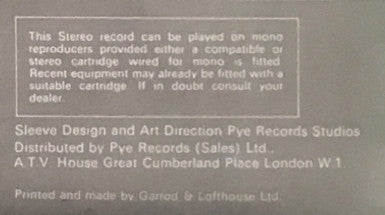 This Stereo record can be played on mono
reproducers provided either a compatible or
stereo cartridge wired for mono is fitted.
Recent equipment may already be fitted with a
suitable cartridge. If in doubt consult your
dealer.
Sleeve Design and Art Direction Pye Records Studios
Distributed by Pye Records (Sales) Ltd.,
A.T.V. House Great Cumberland Place London W.1.
Printed and made by Garrod & Lofthouse Ltd.